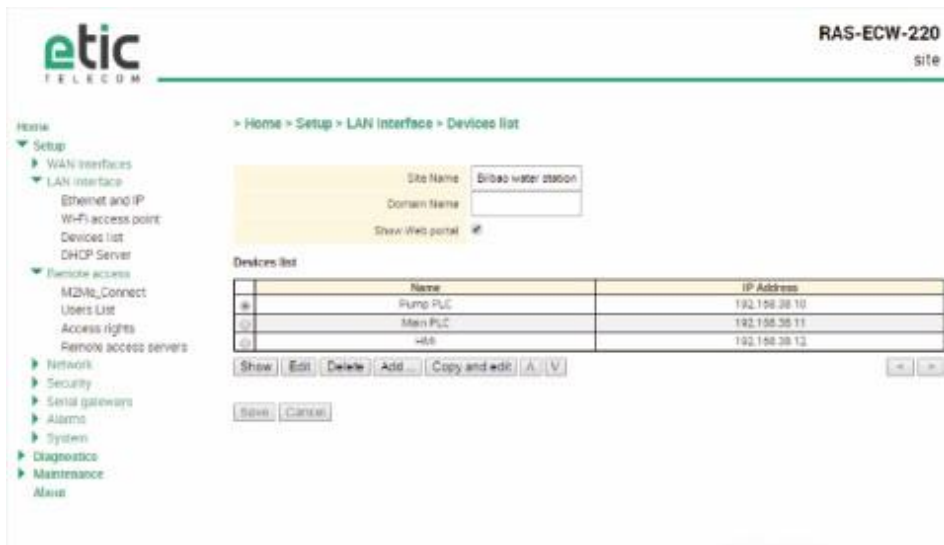 etic
TELECOM
RAS-ECW-220
site
Home
Setup
WAN Interfaces
LAN Interface
Ethernet and IP
Wi-Fi access point
Devices list
DHCP Server
Remote access
M2Me_Connect
Users List
Access rights
Remote access servers
Network
Security
Serial gateways
Alarms
System
Diagnostics
Maintenance
About
> Home > Setup > LAN Interface > Devices list
Site Name Bilbao water station
Domain Name
Show Web portal
Devices list
Name IP Address
Pump PLC 192.168.38.10
Main PLC 192.168.38.11
HMI 192.168.38.12
Show Edit Delete Add ... Copy and edit Λ V < >
Save Cancel